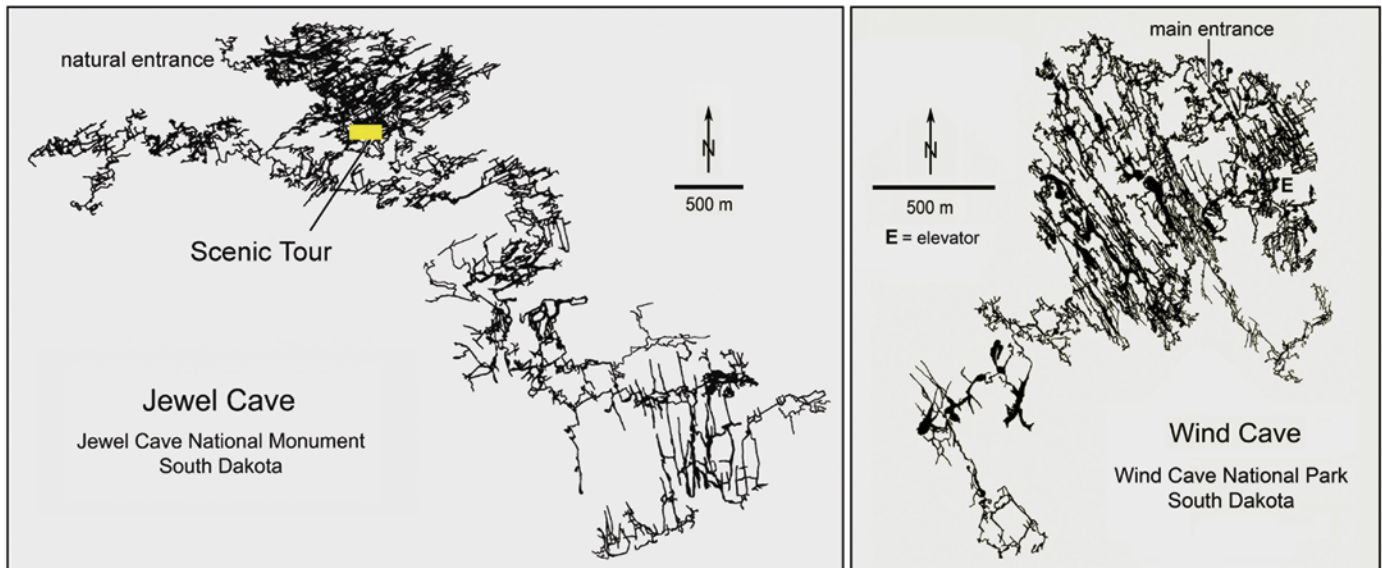 natural entrance
Scenic Tour
N
500 m
Jewel Cave
Jewel Cave National Monument
South Dakota
main entrance
N
500 m
E = elevator
E
Wind Cave
Wind Cave National Park
South Dakota